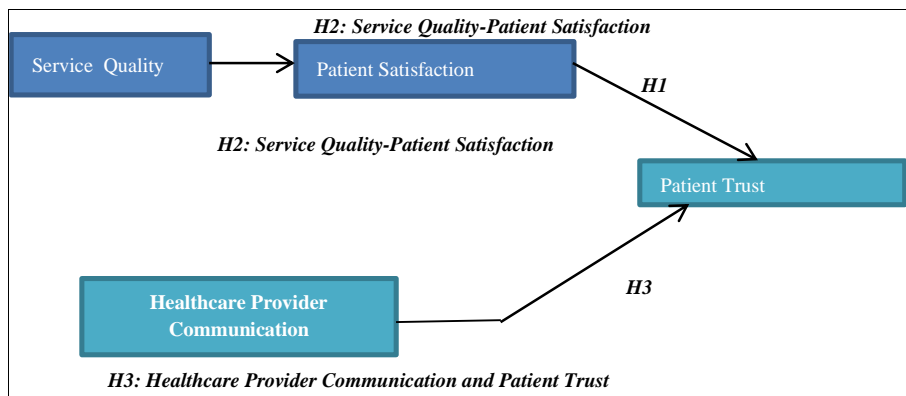 H2: Service Quality-Patient Satisfaction
Service Quality
Patient Satisfaction
H1
H2: Service Quality-Patient Satisfaction
Patient Trust
Healthcare Provider
Communication
H3
H3: Healthcare Provider Communication and Patient Trust